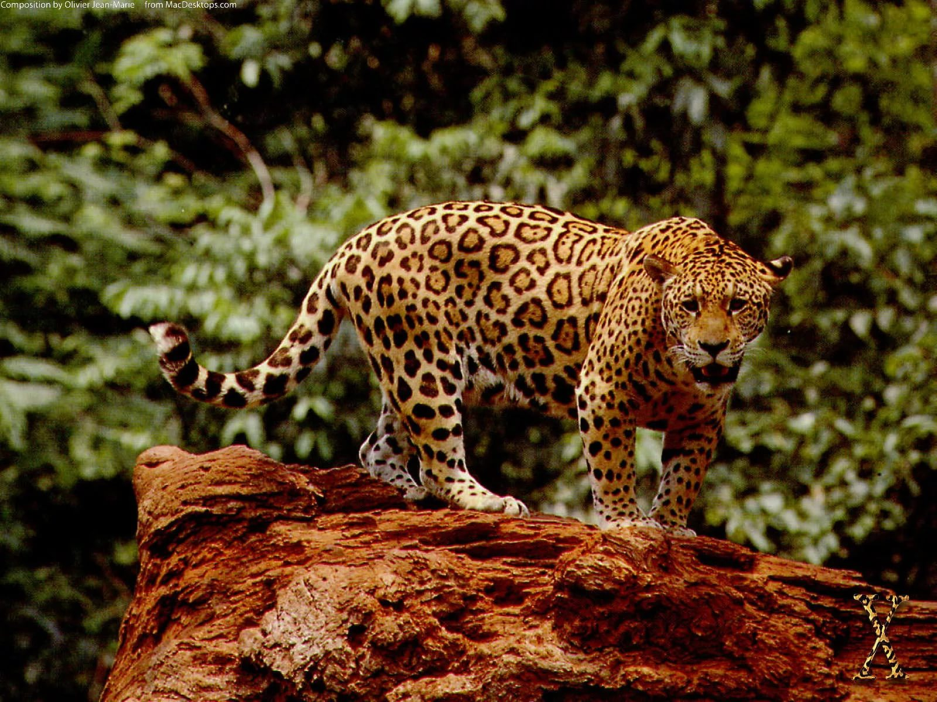 Composition by Olivier Jean-Marie from MacDesktops.com
X